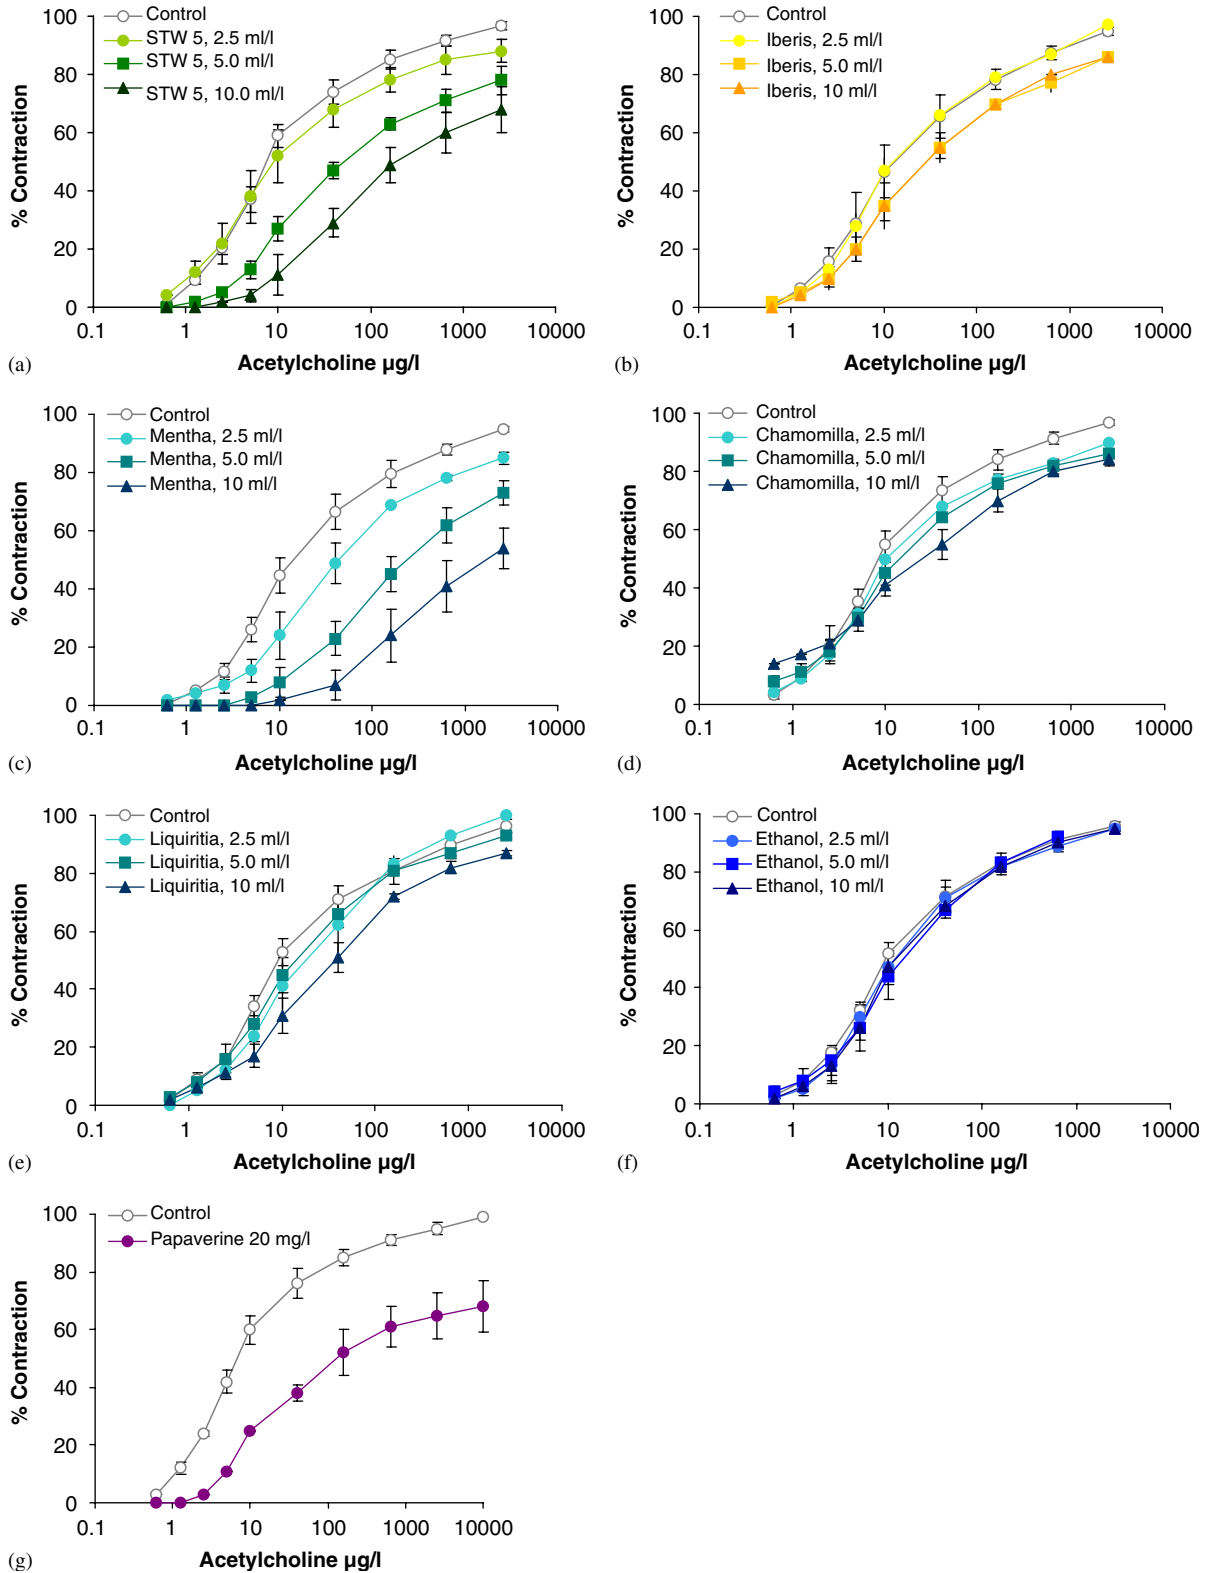 100
80
60
40
20
0
% Contraction
Control
STW 5, 2.5 ml/l
STW 5, 5.0 ml/l
STW 5, 10.0 ml/l
0.1 1 10 100 1000 10000
Acetylcholine µg/l
(a)
100
80
60
40
20
0
% Contraction
Control
Iberis, 2.5 ml/l
Iberis, 5.0 ml/l
Iberis, 10 ml/l
0.1 1 10 100 1000 10000
Acetylcholine µg/l
(b)
100
80
60
40
20
0
% Contraction
Control
Mentha, 2.5 ml/l
Mentha, 5.0 ml/l
Mentha, 10 ml/l
0.1 1 10 100 1000 10000
Acetylcholine µg/l
(c)
100
80
60
40
20
0
% Contraction
Control
Chamomilla, 2.5 ml/l
Chamomilla, 5.0 ml/l
Chamomilla, 10 ml/l
0.1 1 10 100 1000 10000
Acetylcholine µg/l
(d)
100
80
60
40
20
0
% Contraction
Control
Liquiritia, 2.5 ml/l
Liquiritia, 5.0 ml/l
Liquiritia, 10 ml/l
0.1 1 10 100 1000 10000
Acetylcholine µg/l
(e)
100
80
60
40
20
0
% Contraction
Control
Ethanol, 2.5 ml/l
Ethanol, 5.0 ml/l
Ethanol, 10 ml/l
0.1 1 10 100 1000 10000
Acetylcholine µg/l
(f)
100
80
60
40
20
0
% Contraction
Control
Papaverine 20 mg/l
0.1 1 10 100 1000 10000
Acetylcholine µg/l
(g)